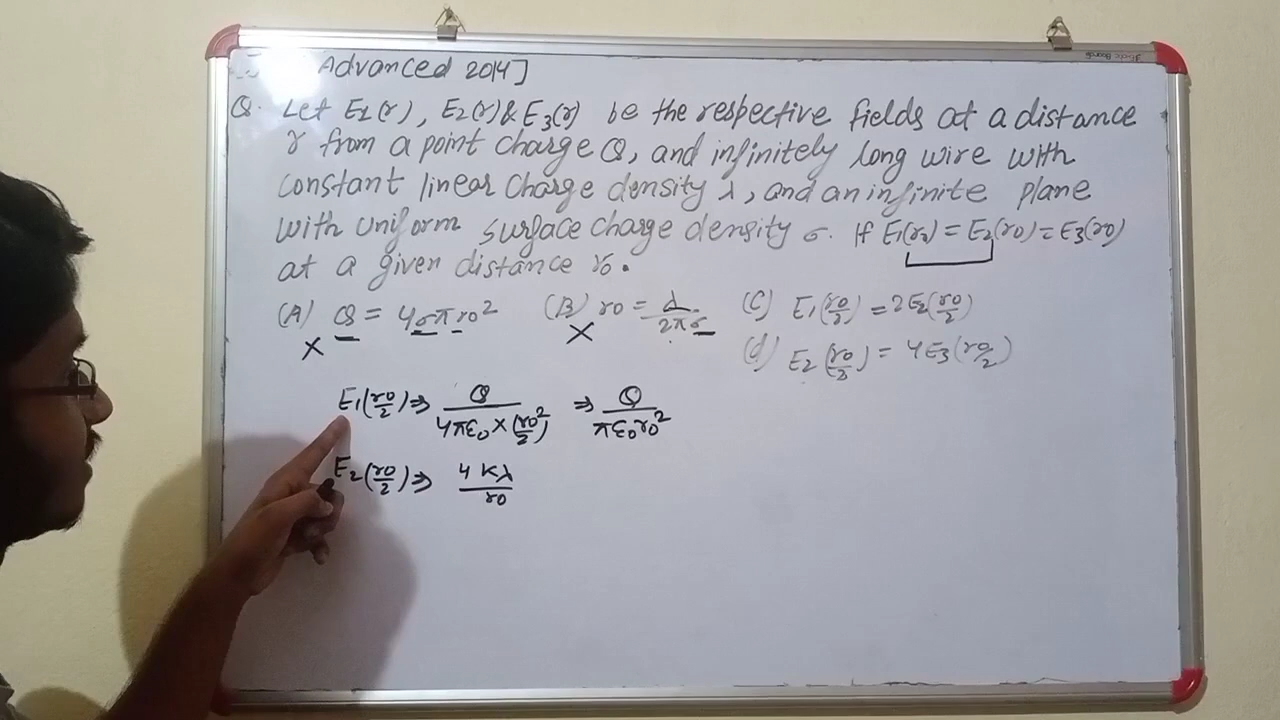 Advanced 2014]
Q. Let E1(r), E2(r) & E3(r) be the respective fields at a distance
r from a point charge Q, and infinitely long wire with
constant linear charge density λ, and an infinite plane
with uniform surface charge density σ. If E1(r0) = E2(r0) = E3(r0)
at a given distance r0.
(A) Q = 4σπr0² (B) r0 = λ/2πσ (C) E1(r0/2) = 2E2(r0/2)
X X (d) E2(r0/2) = 4E3(r0/2)
E1(r0/2) ⇒ Q/4πε0×(r0²/2) ⇒ Q/πε0r0²
E2(r0/2) ⇒ 4Kλ/r0